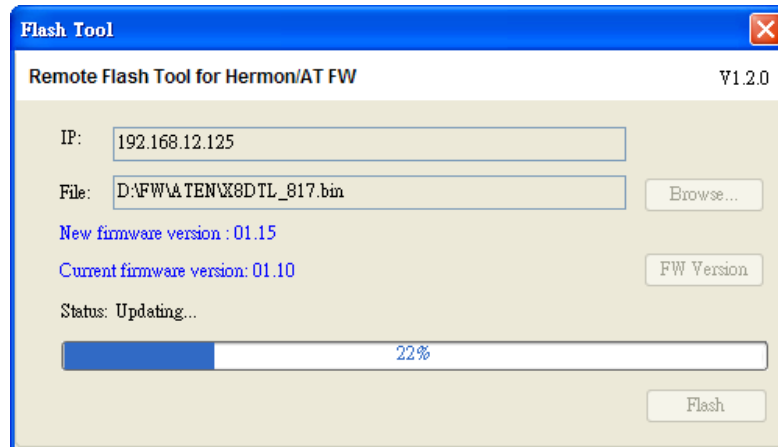 Flash Tool
Remote Flash Tool for Hermon/AT FW V1.2.0
IP: 192.168.12.125
File: D:\FW\ATEN\X8DTL_817.bin Browse...
New firmware version : 01.15
Current firmware version: 01.10 FW Version
Status: Updating...
22%
Flash